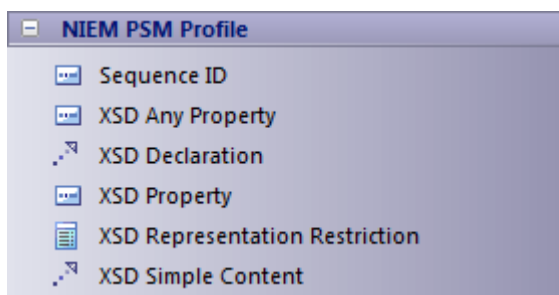 NIEM PSM Profile
Sequence ID
XSD Any Property
XSD Declaration
XSD Property
XSD Representation Restriction
XSD Simple Content